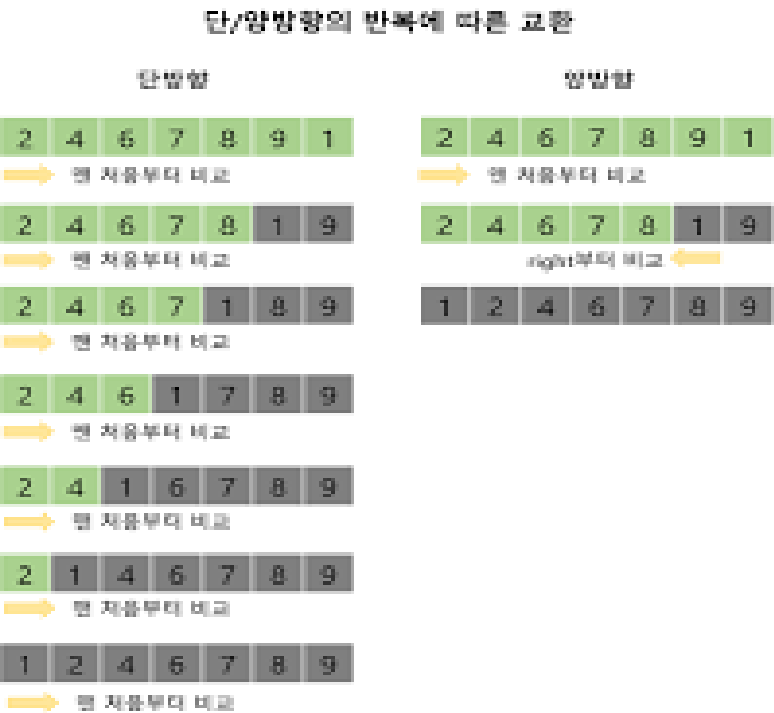 단/양방향의 반복에 따른 교환
단방향
2 4 6 7 8 9 1
맨 처음부터 비교
2 4 6 7 8 1 9
맨 처음부터 비교
2 4 6 7 1 8 9
맨 처음부터 비교
2 4 6 1 7 8 9
맨 처음부터 비교
2 4 1 6 7 8 9
맨 처음부터 비교
2 1 4 6 7 8 9
맨 처음부터 비교
1 2 4 6 7 8 9
맨 처음부터 비교
양방향
2 4 6 7 8 9 1
맨 처음부터 비교
2 4 6 7 8 1 9
right부터 비교
1 2 4 6 7 8 9